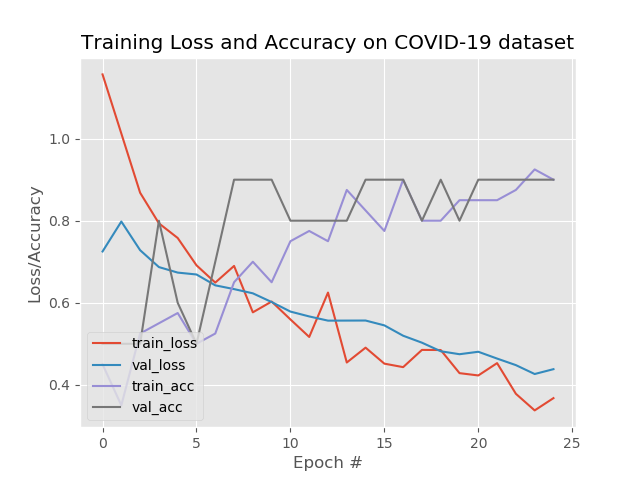 Training Loss and Accuracy on COVID-19 dataset
Loss/Accuracy
1.0
0.8
0.6
0.4
train_loss
val_loss
train_acc
val_acc
0 5 10 15 20 25
Epoch #